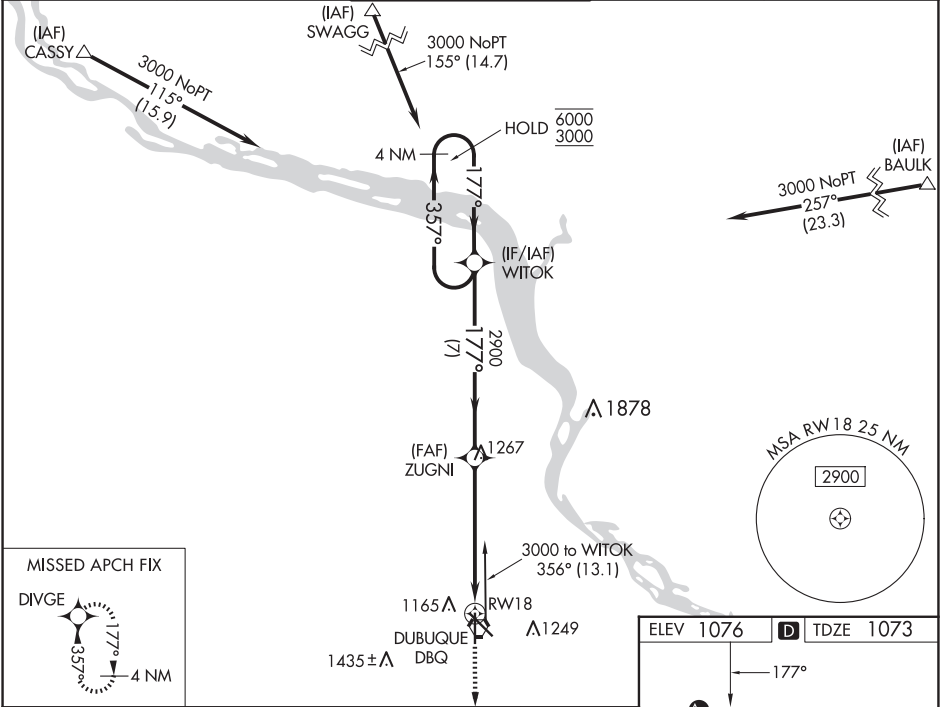 (IAF)
SWAGG
3000 NoPT
155° (14.7)
(IAF)
CASSY
3000 NoPT
115°
(15.9)
HOLD 6000
3000
4 NM
177°
357°
(IAF)
BAULK
3000 NoPT
257°
(23.3)
(IF/IAF)
WITOK
2900
177°
(7)
1878
(FAF)
ZUGNI
1267
MSA RW18 25 NM
2900
3000 to WITOK
356° (13.1)
MISSED APCH FIX
DIVGE
177°
357°
4 NM
1165
RW18
DUBUQUE
DBQ
1249
1435±
ELEV 1076 D TDZE 1073
177°